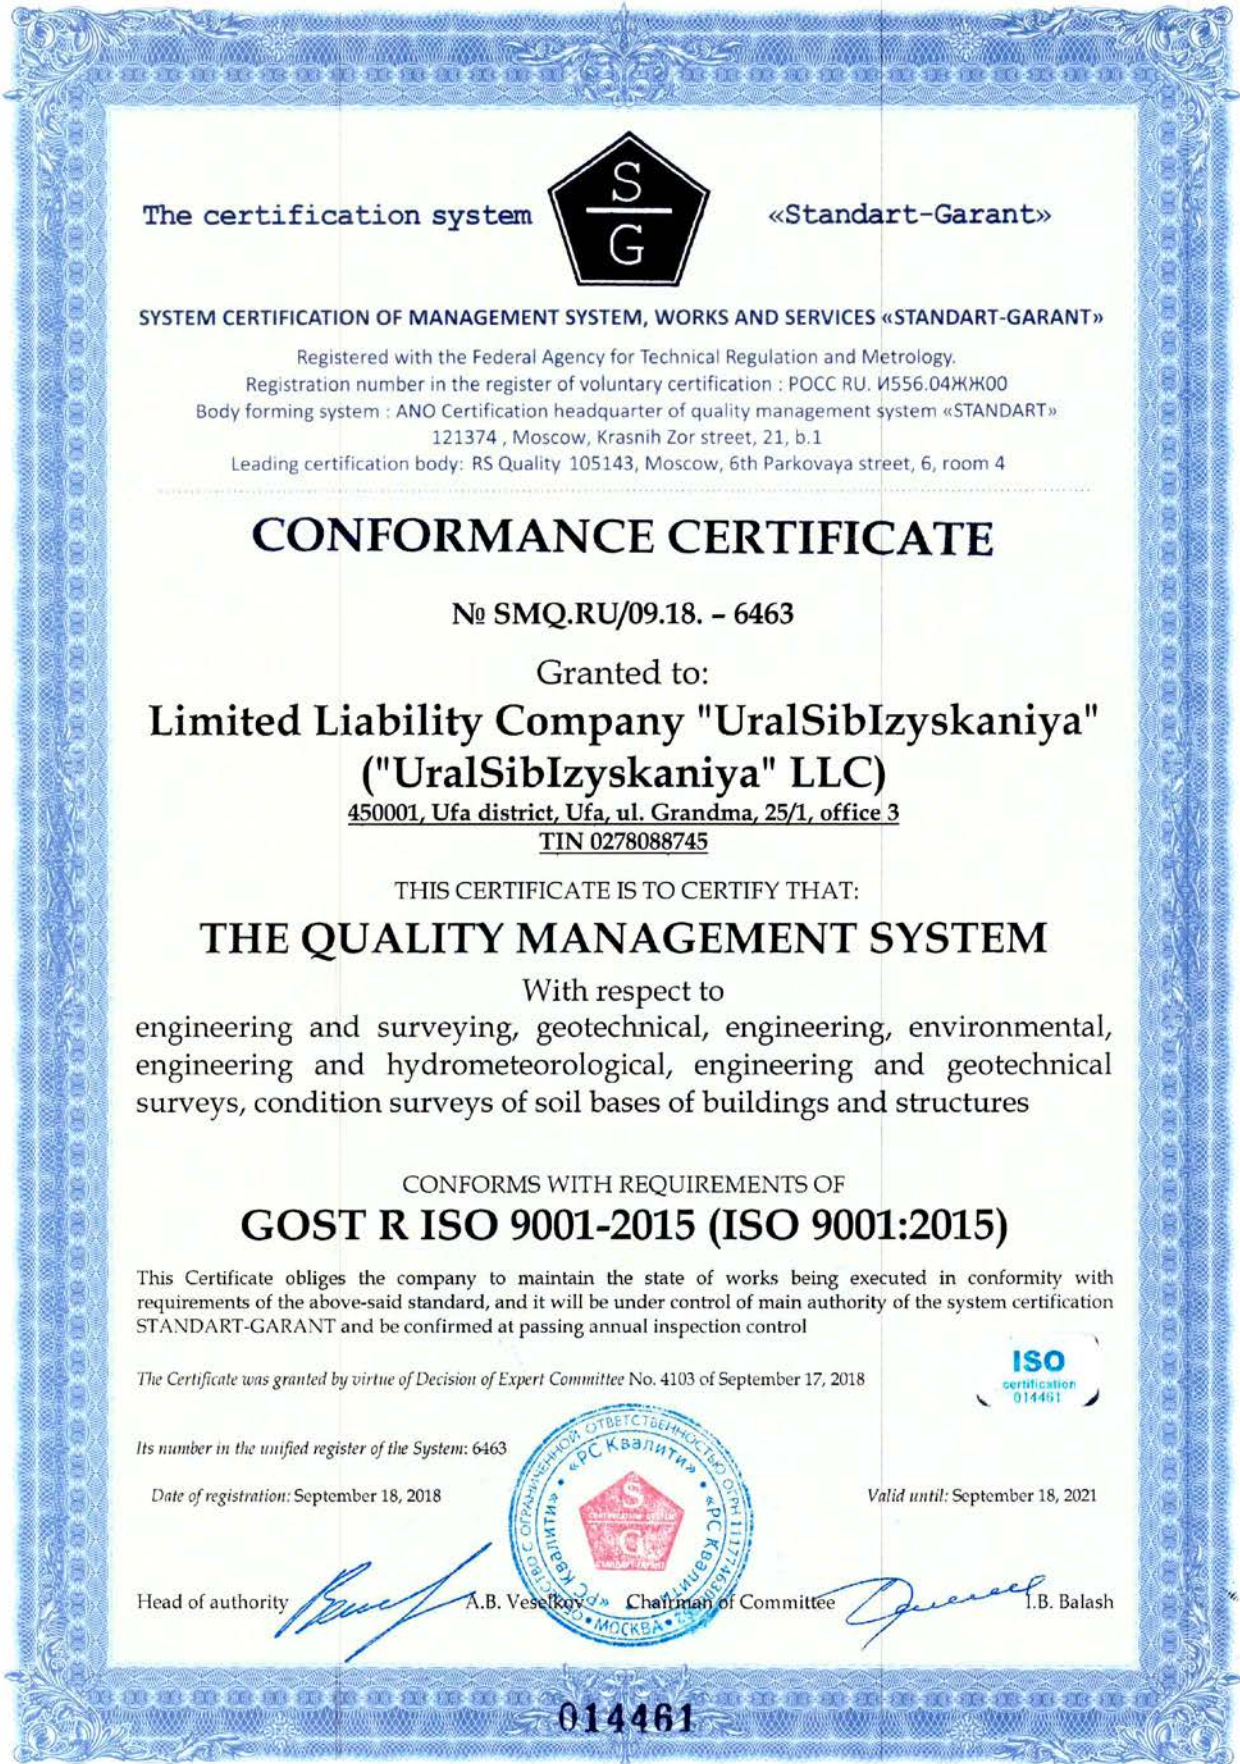 The certification system
S
G
«Standart-Garant»
SYSTEM CERTIFICATION OF MANAGEMENT SYSTEM, WORKS AND SERVICES «STANDART-GARANT»
Registered with the Federal Agency for Technical Regulation and Metrology.
Registration number in the register of voluntary certification : РОСС RU. И556.04ЖЖ00
Body forming system : ANO Certification headquarter of quality management system «STANDART»
121374 , Moscow, Krasnih Zor street, 21, b.1
Leading certification body: RS Quality 105143, Moscow, 6th Parkovaya street, 6, room 4
CONFORMANCE CERTIFICATE
№ SMQ.RU/09.18. – 6463
Granted to:
Limited Liability Company "UralSibIzyskaniya"
("UralSibIzyskaniya" LLC)
450001, Ufa district, Ufa, ul. Grandma, 25/1, office 3
TIN 0278088745
THIS CERTIFICATE IS TO CERTIFY THAT:
THE QUALITY MANAGEMENT SYSTEM
With respect to
engineering and surveying, geotechnical, engineering, environmental,
engineering and hydrometeorological, engineering and geotechnical
surveys, condition surveys of soil bases of buildings and structures
CONFORMS WITH REQUIREMENTS OF
GOST R ISO 9001-2015 (ISO 9001:2015)
This Certificate obliges the company to maintain the state of works being executed in conformity with
requirements of the above-said standard, and it will be under control of main authority of the system certification
STANDART-GARANT and be confirmed at passing annual inspection control
ISO
certification
014461
The Certificate was granted by virtue of Decision of Expert Committee No. 4103 of September 17, 2018
Its number in the unified register of the System: 6463
Date of registration: September 18, 2018
Valid until: September 18, 2021
С ОГРАНИЧЕННОЙ ОТВЕТСТВЕННОСТЬЮ ОГРН
«РС Квалити» • «РС Квалити» • «РС Квалити»
• МОСКВА •
S
G
Head of authority
A.B. Veselkov
Chairman of Committee
I.B. Balash
014461